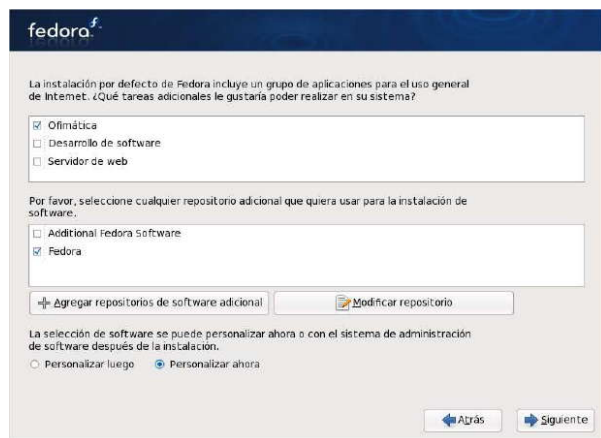 fedora
La instalación por defecto de Fedora incluye un grupo de aplicaciones para el uso general
de Internet. ¿Qué tareas adicionales le gustaría poder realizar en su sistema?
Ofimática
Desarrollo de software
Servidor de web
Por favor, seleccione cualquier repositorio adicional que quiera usar para la instalación de
software.
Additional Fedora Software
Fedora
Agregar repositorios de software adicional
Modificar repositorio
La selección de software se puede personalizar ahora o con el sistema de administración
de software después de la instalación.
Personalizar luego
Personalizar ahora
Atrás
Siguiente